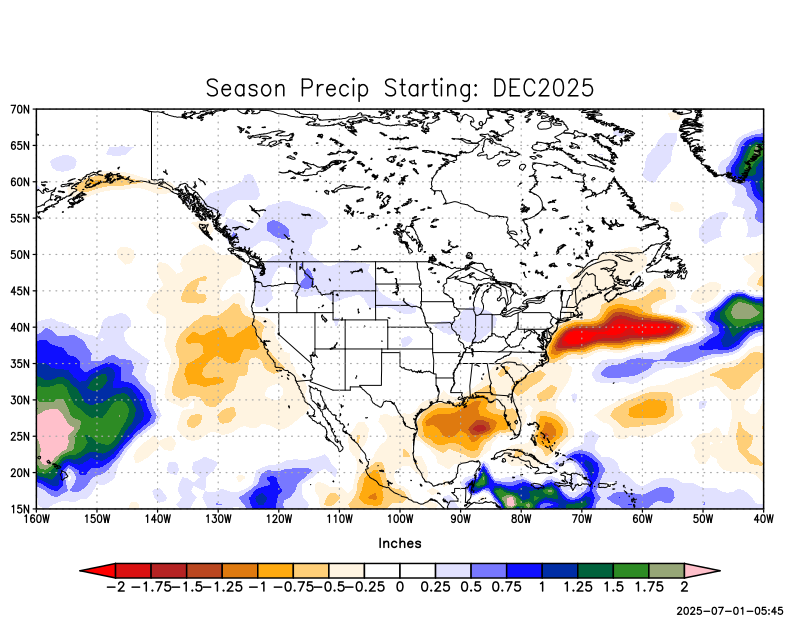 Season Precip Starting: DEC2025
70N
65N
60N
55N
50N
45N
40N
35N
30N
25N
20N
15N
160W 150W 140W 130W 120W 110W 100W 90W 80W 70W 60W 50W 40W
Inches
-2 -1.75 -1.5 -1.25 -1 -0.75 -0.5 -0.25 0 0.25 0.5 0.75 1 1.25 1.5 1.75 2
2025-07-01-05:45